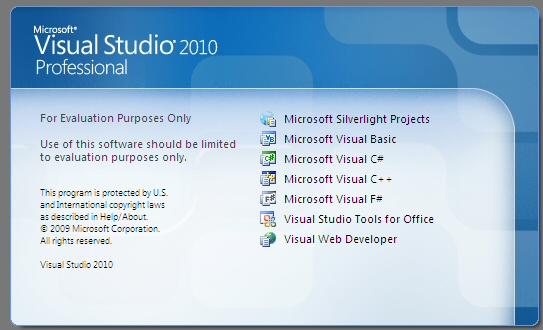 Microsoft®
Visual Studio® 2010
Professional
For Evaluation Purposes Only
Use of this software should be limited
to evaluation purposes only.
This program is protected by U.S.
and International copyright laws
as described in Help/About.
© 2009 Microsoft Corporation.
All rights reserved.
Visual Studio 2010
Microsoft Silverlight Projects
Microsoft Visual Basic
Microsoft Visual C#
Microsoft Visual C++
Microsoft Visual F#
Visual Studio Tools for Office
Visual Web Developer